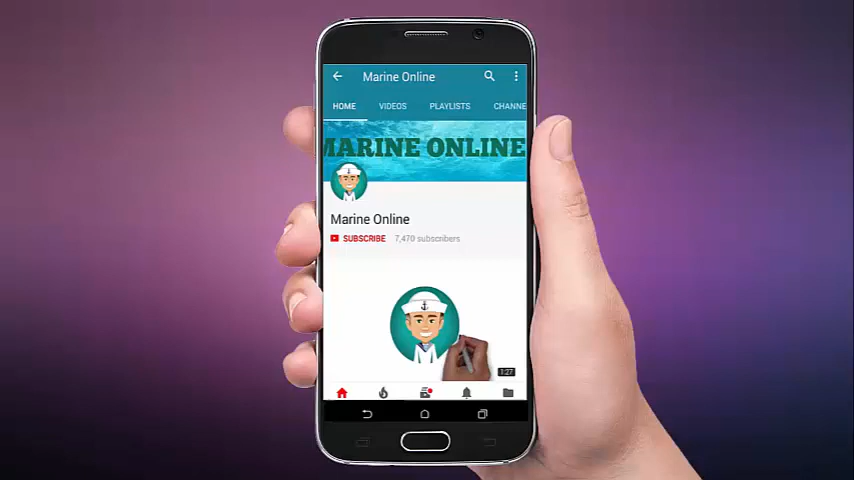 Marine Online
HOME VIDEOS PLAYLISTS CHANNE
MARINE ONLINE
Marine Online
SUBSCRIBE 7,470 subscribers
1:27